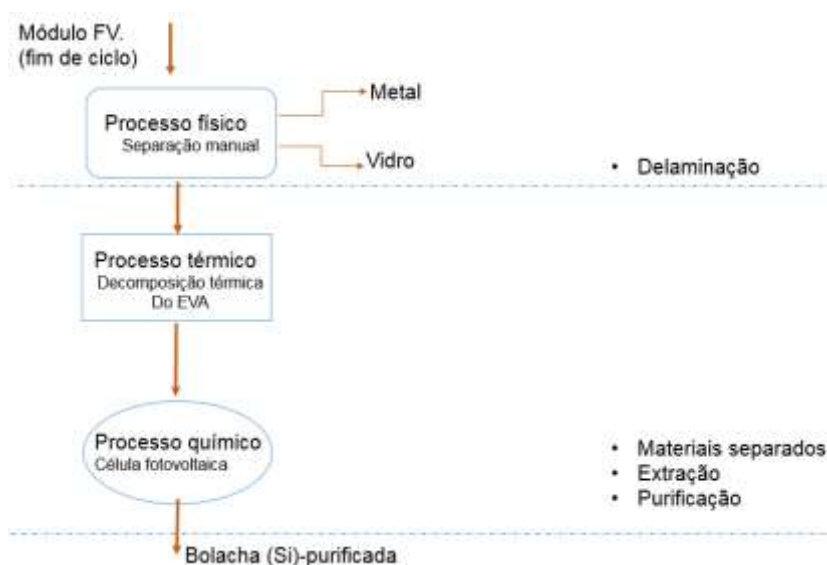 Módulo FV.
(fim de ciclo)
Metal
Processo físico
Separação manual
Vidro
• Delaminação
Processo térmico
Decomposição térmica
Do EVA
Processo químico
Célula fotovoltaica
• Materiais separados
• Extração
• Purificação
Bolacha (Si)-purificada